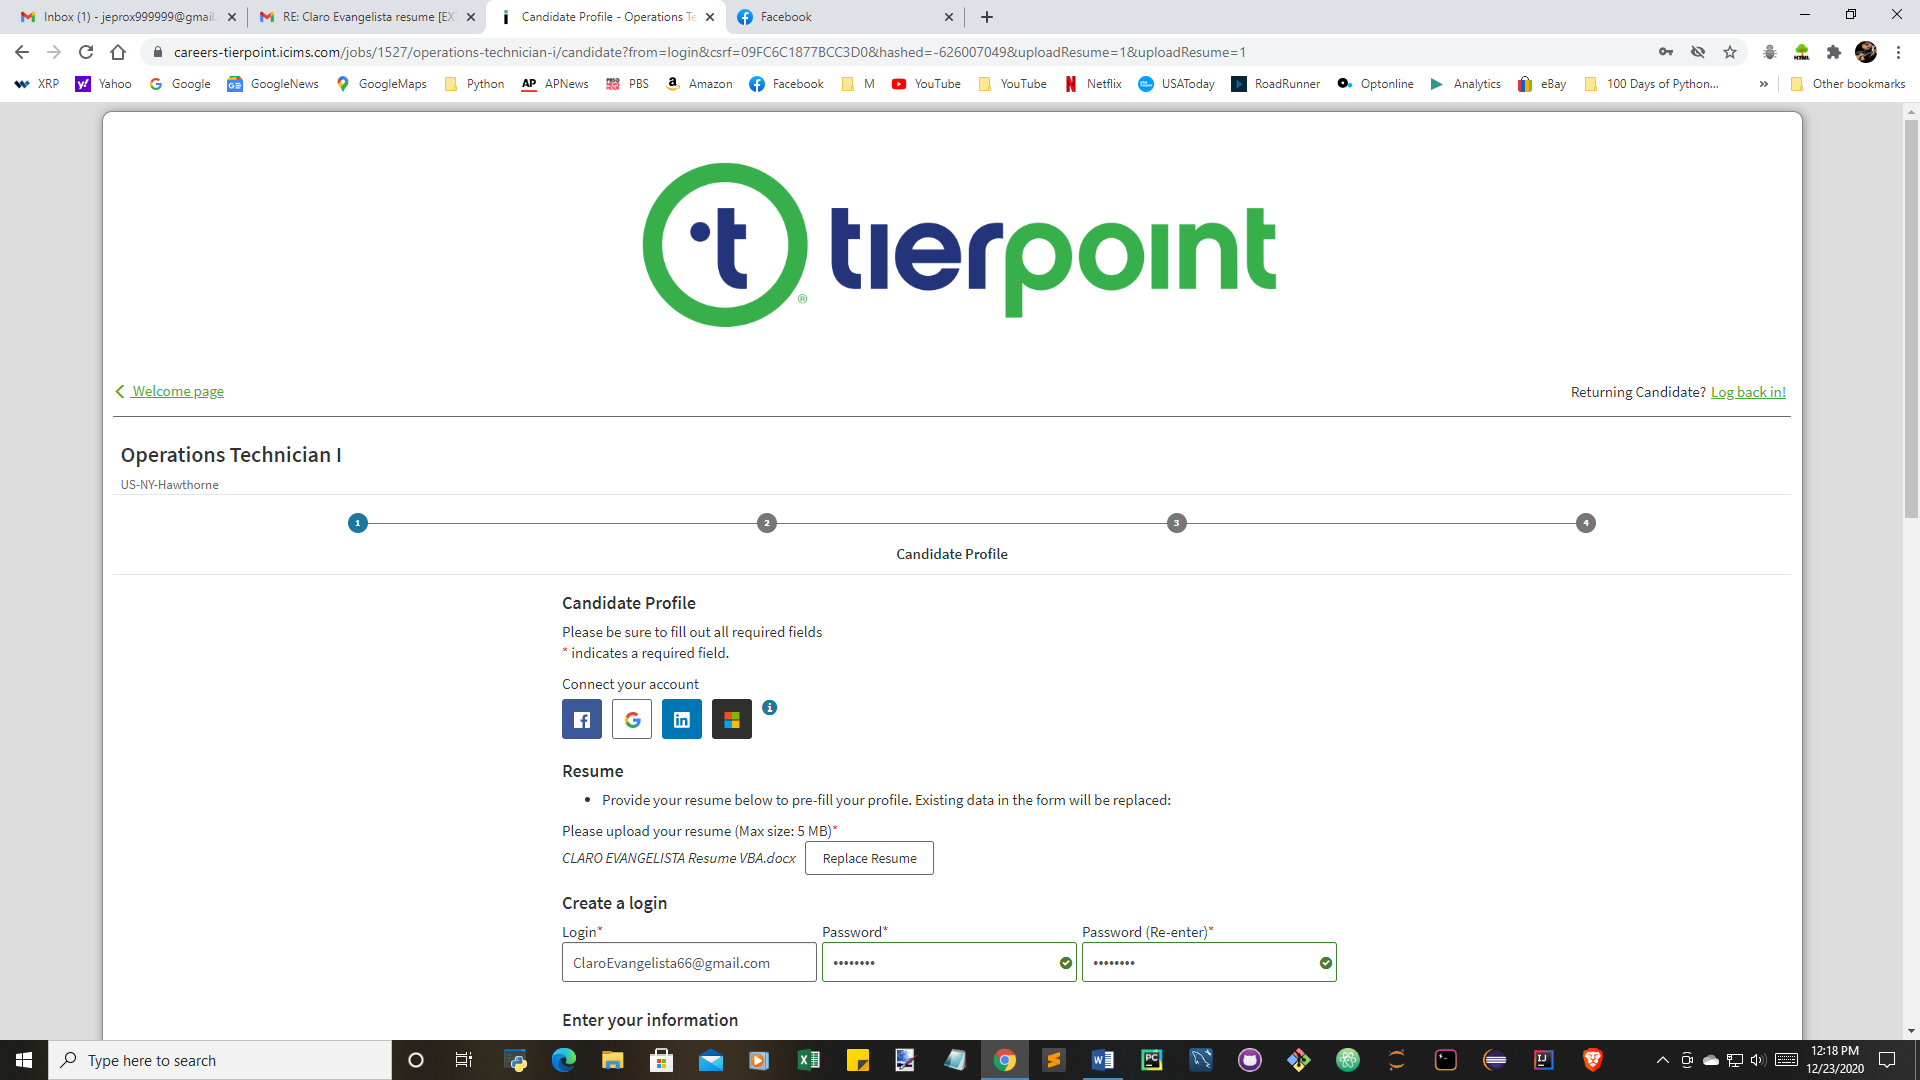 Inbox (1) - jeprox999999@gmail.
RE: Claro Evangelista resume [EX
Candidate Profile - Operations Te
Facebook
careers-tierpoint.icims.com/jobs/1527/operations-technician-i/candidate?from=login&csrf=09FC6C1877BCC3D0&hashed=-626007049&uploadResume=1&uploadResume=1
XRP Yahoo Google GoogleNews GoogleMaps Python APNews PBS Amazon Facebook M YouTube YouTube Netflix USAToday RoadRunner Optonline Analytics eBay 100 Days of Python... » Other bookmarks
t tierpoint ®
Welcome page
Returning Candidate? Log back in!
Operations Technician I
US-NY-Hawthorne
1 2 3 4
Candidate Profile
Candidate Profile
Please be sure to fill out all required fields
* indicates a required field.
Connect your account
Resume
• Provide your resume below to pre-fill your profile. Existing data in the form will be replaced:
Please upload your resume (Max size: 5 MB)*
CLARO EVANGELISTA Resume VBA.docx Replace Resume
Create a login
Login* Password* Password (Re-enter)*
ClaroEvangelista66@gmail.com •••••••• ••••••••
Enter your information
Type here to search
12:18 PM
12/23/2020